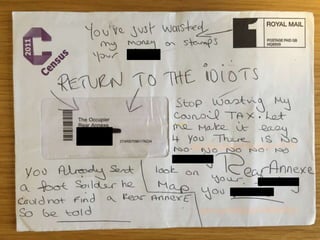 2011
Census
You're Just Waisted
my money on stamps
Your
ROYAL MAIL
POSTAGE PAID GB
RETURN TO THE IDIOTS
The Occupier
Rear Annexe
Stop Wasting My
Council TAX. Let
me Make it easy
4 You There IS NO
NO NO NO NO NO
Rear Annexe
You Already Sent
a foot Soilder he
Could not Find a Rear Annexe
So be told
look on your
Map you